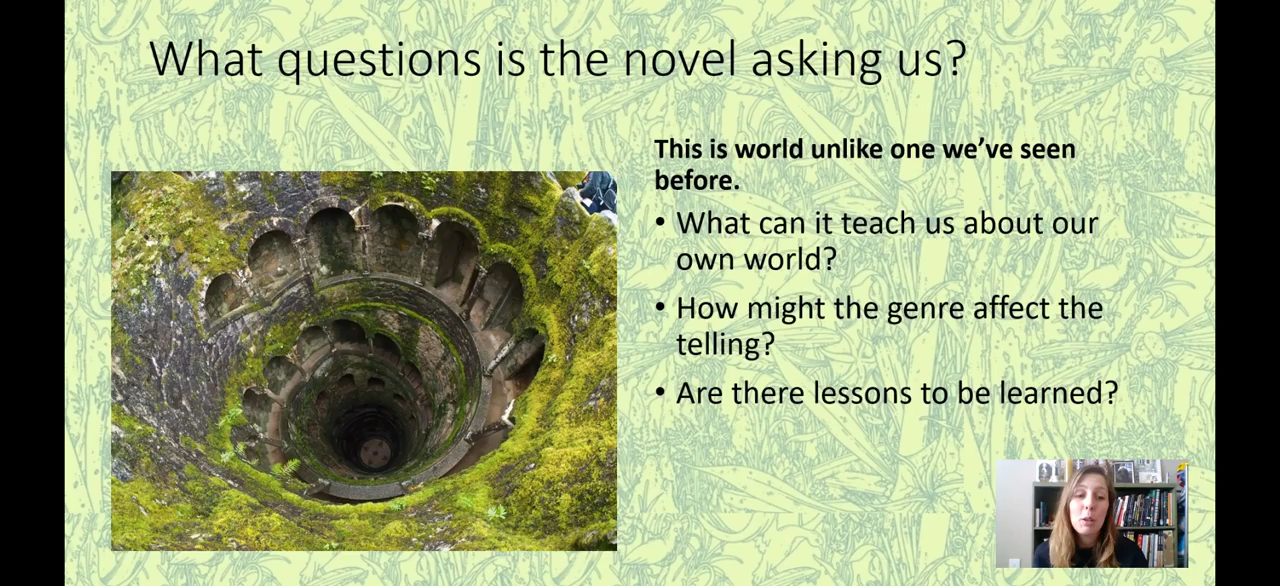 What questions is the novel asking us?
This is world unlike one we’ve seen
before.
• What can it teach us about our
own world?
• How might the genre affect the
telling?
• Are there lessons to be learned?